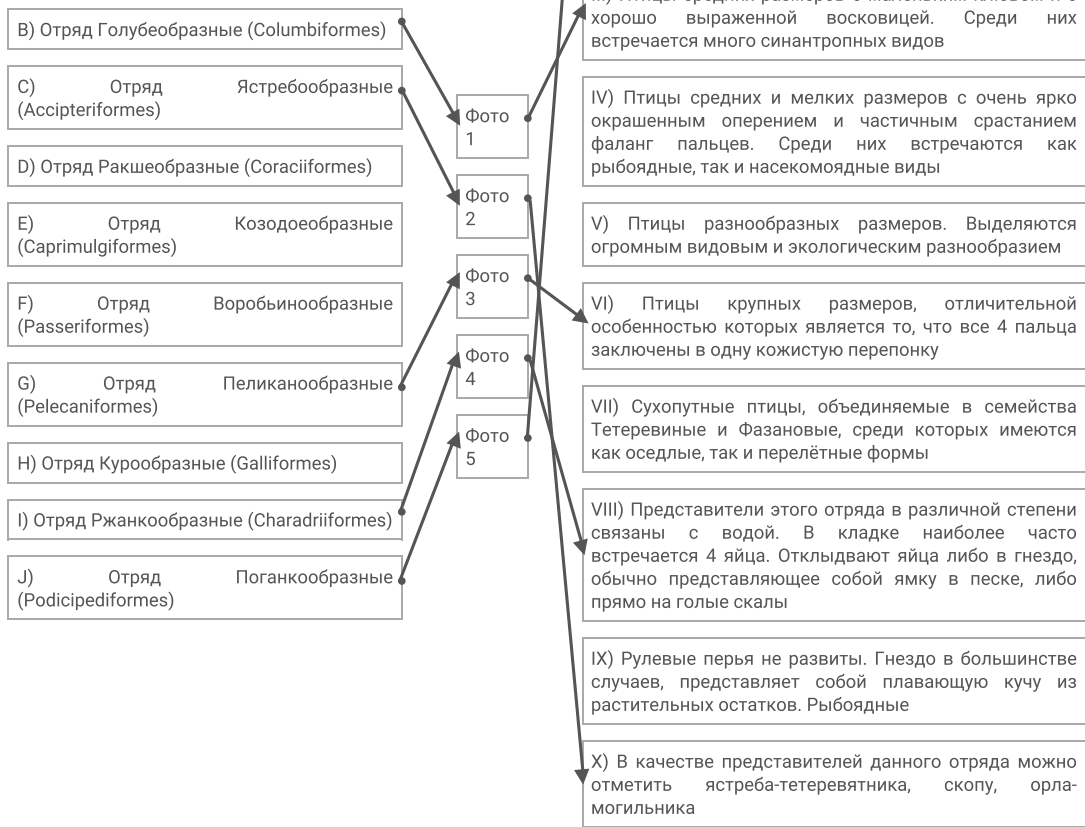 B) Отряд Голубеобразные (Columbiformes)
C) Отряд Ястребообразные
(Accipiteriformes)
D) Отряд Ракшеобразные (Coraciiformes)
E) Отряд Козодоеобразные
(Caprimulgiformes)
F) Отряд Воробьинообразные
(Passeriformes)
G) Отряд Пеликанообразные
(Pelecaniformes)
H) Отряд Курообразные (Galliformes)
I) Отряд Ржанкообразные (Charadriiformes)
J) Отряд Поганкообразные
(Podicipediformes)
Фото
1
Фото
2
Фото
3
Фото
4
Фото
5
хорошо выраженной восковицей. Среди них
встречается много синантропных видов
IV) Птицы средних и мелких размеров с очень ярко
окрашенным оперением и частичным срастанием
фаланг пальцев. Среди них встречаются как
рыбоядные, так и насекомоядные виды
V) Птицы разнообразных размеров. Выделяются
огромным видовым и экологическим разнообразием
VI) Птицы крупных размеров, отличительной
особенностью которых является то, что все 4 пальца
заключены в одну кожистую перепонку
VII) Сухопутные птицы, объединяемые в семейства
Тетеревиные и Фазановые, среди которых имеются
как оседлые, так и перелётные формы
VIII) Представители этого отряда в различной степени
связаны с водой. В кладке наиболее часто
встречается 4 яйца. Отклыдвают яйца либо в гнездо,
обычно представляющее собой ямку в песке, либо
прямо на голые скалы
IX) Рулевые перья не развиты. Гнездо в большинстве
случаев, представляет собой плавающую кучу из
растительных остатков. Рыбоядные
X) В качестве представителей данного отряда можно
отметить ястреба-тетеревятника, скопу, орла-
могильника